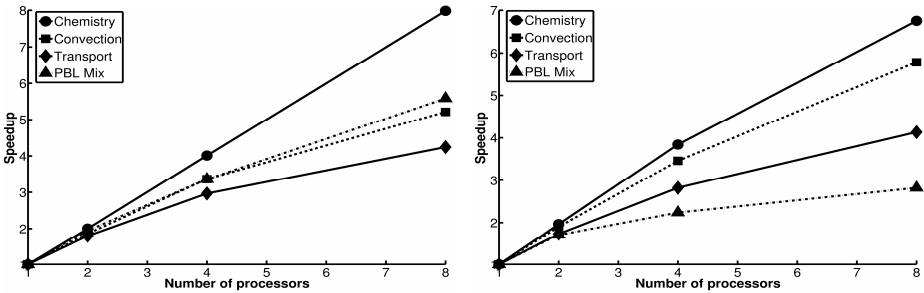 8
7
6
5
4
3
2
1
Speedup
Chemistry
Convection
Transport
PBL Mix
2 3 4 5 6 7 8
Number of processors
7
6
5
4
3
2
1
Speedup
Chemistry
Convection
Transport
PBL Mix
2 3 4 5 6 7 8
Number of processors